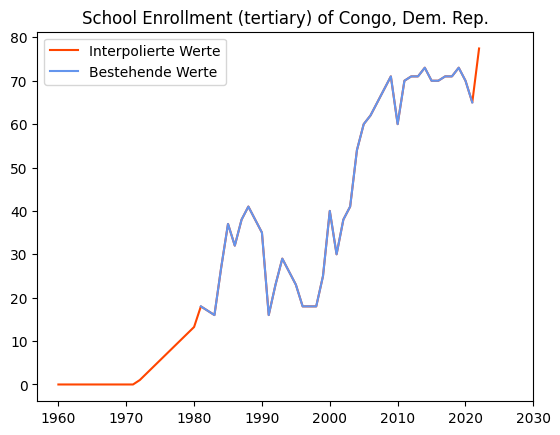 School Enrollment (tertiary) of Congo, Dem. Rep.
Interpolierte Werte
Bestehende Werte
80
70
60
50
40
30
20
10
0
1960 1970 1980 1990 2000 2010 2020 2030